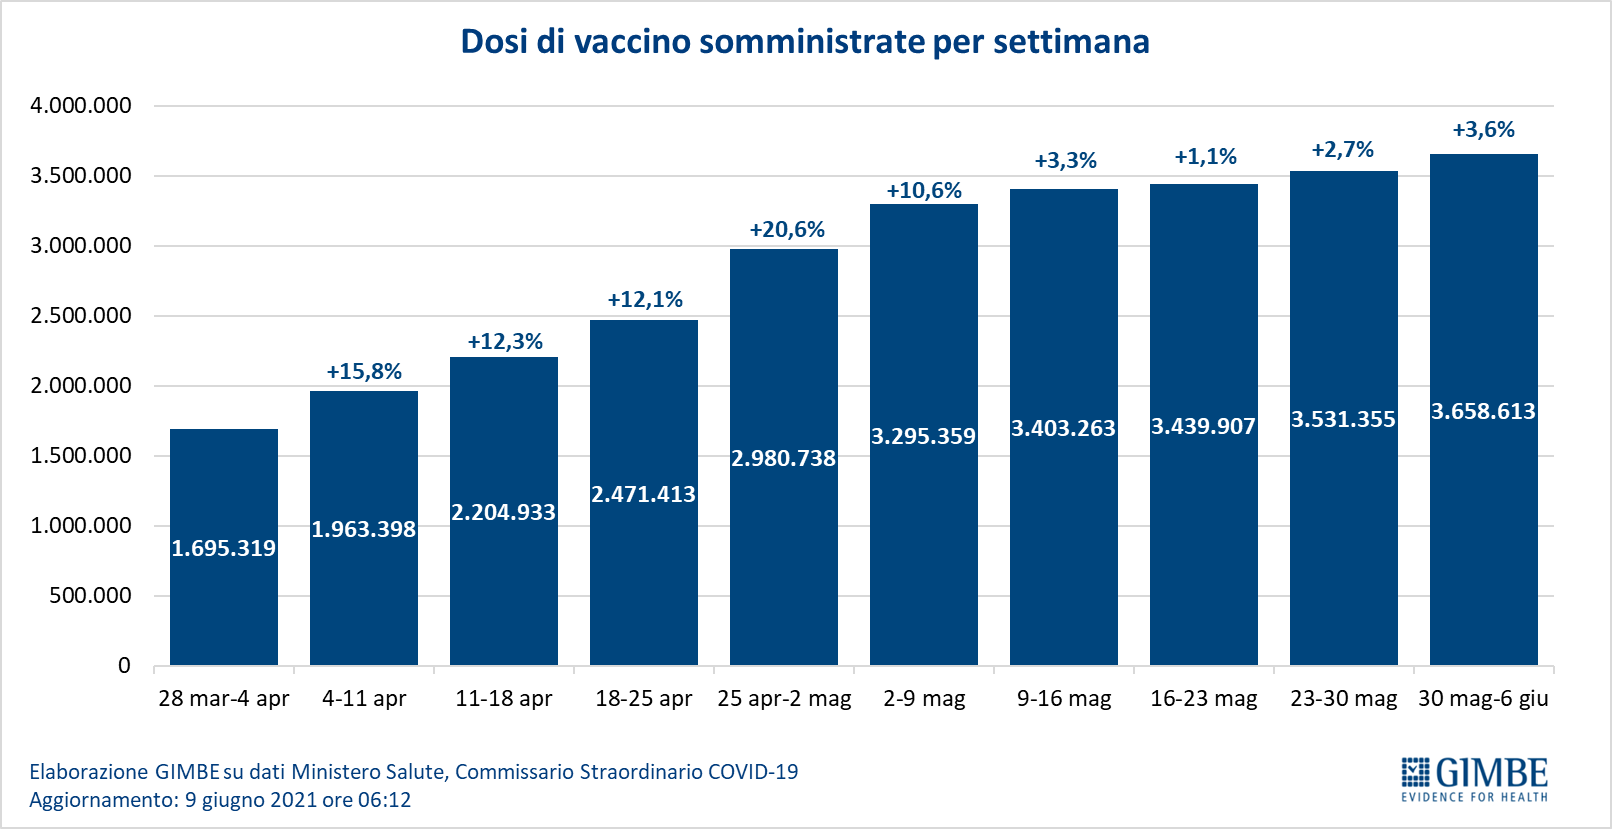 Dosi di vaccino somministrate per settimana
4.000.000
3.500.000
3.000.000
2.500.000
2.000.000
1.500.000
1.000.000
500.000
0
+15,8%
+12,3%
+12,1%
+20,6%
+10,6%
+3,3%
+1,1%
+2,7%
+3,6%
1.695.319
1.963.398
2.204.933
2.471.413
2.980.738
3.295.359
3.403.263
3.439.907
3.531.355
3.658.613
28 mar-4 apr
4-11 apr
11-18 apr
18-25 apr
25 apr-2 mag
2-9 mag
9-16 mag
16-23 mag
23-30 mag
30 mag-6 giu
Elaborazione GIMBE su dati Ministero Salute, Commissario Straordinario COVID-19
Aggiornamento: 9 giugno 2021 ore 06:12
GIMBE
EVIDENCE FOR HEALTH